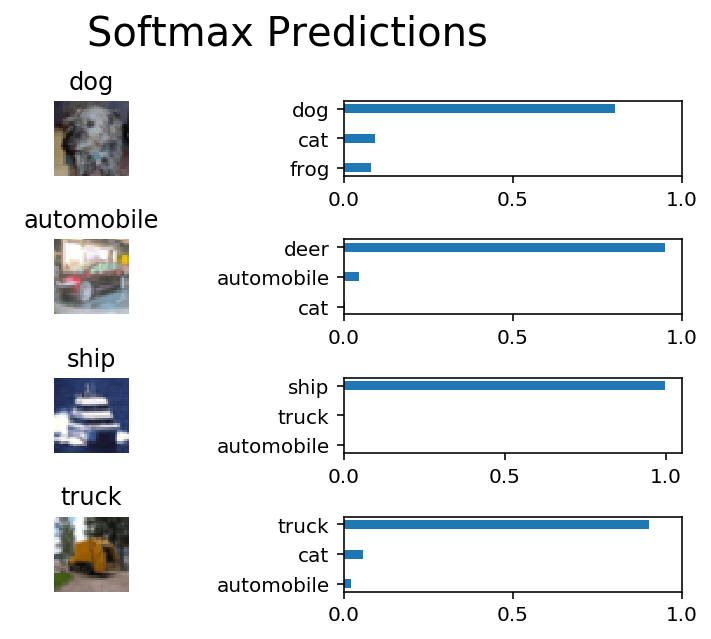 Softmax Predictions
dog
dog
cat
frog
0.0 0.5 1.0
automobile
deer
automobile
cat
0.0 0.5 1.0
ship
ship
truck
automobile
0.0 0.5 1.0
truck
truck
cat
automobile
0.0 0.5 1.0